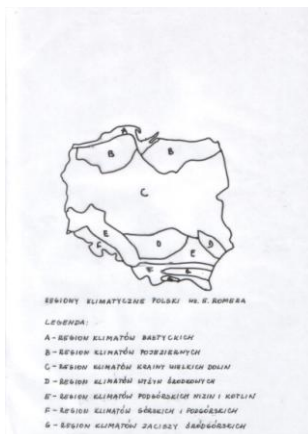 A
B
B
C
E
F
D
D
E
F
E
G
REGIONY KLIMATYCZNE POLSKI WG. E. ROMERA
LEGENDA:
A - REGION KLIMATÓW BAŁTYCKICH
B - REGION KLIMATÓW POJEZIERNYCH
C - REGION KLIMATÓW KRAINY WIELKICH DOLIN
D - REGION KLIMATÓW WYŻYN ŚRODKOWYCH
E - REGION KLIMATÓW PODGÓRSKICH NIZIN I KOTLIN
F - REGION KLIMATÓW GÓRSKICH I PODGÓRSKICH
G - REGION KLIMATÓW ZACISZY ŚRÓDGÓRSKICH